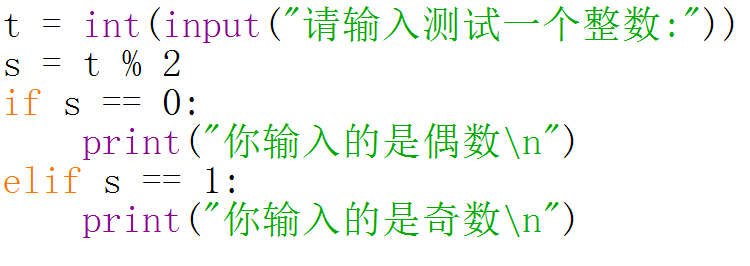 t = int(input("请输入测试一个整数:"))
s = t % 2
if s == 0:
    print("你输入的是偶数\n")
elif s == 1:
    print("你输入的是奇数\n")